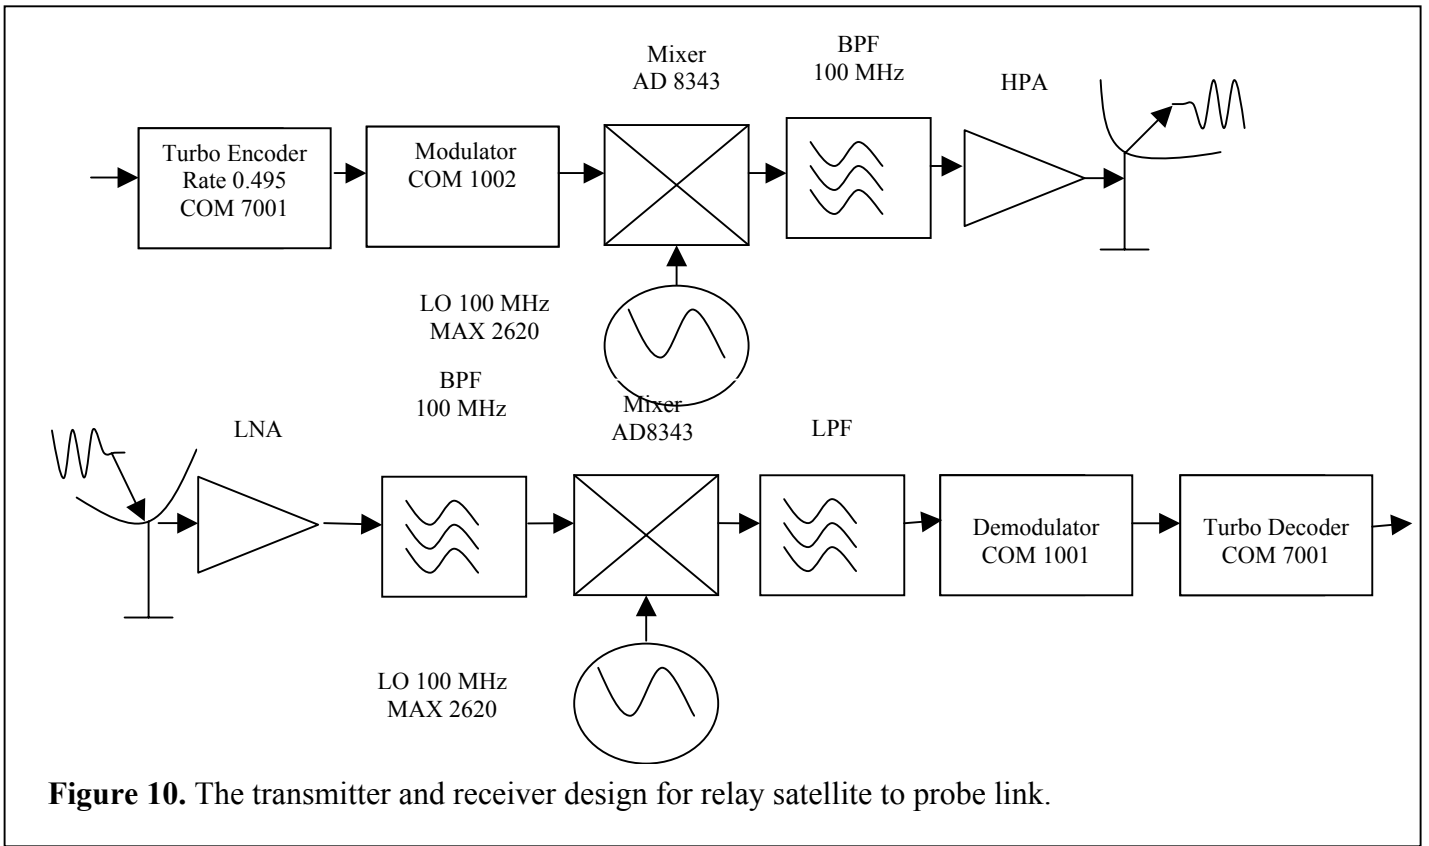 Mixer
AD 8343
BPF
100 MHz
HPA
Turbo Encoder
Rate 0.495
COM 7001
Modulator
COM 1002
LO 100 MHz
MAX 2620
BPF
100 MHz
Mixer
AD8343
LNA
LPF
Demodulator
COM 1001
Turbo Decoder
COM 7001
LO 100 MHz
MAX 2620
Figure 10. The transmitter and receiver design for relay satellite to probe link.